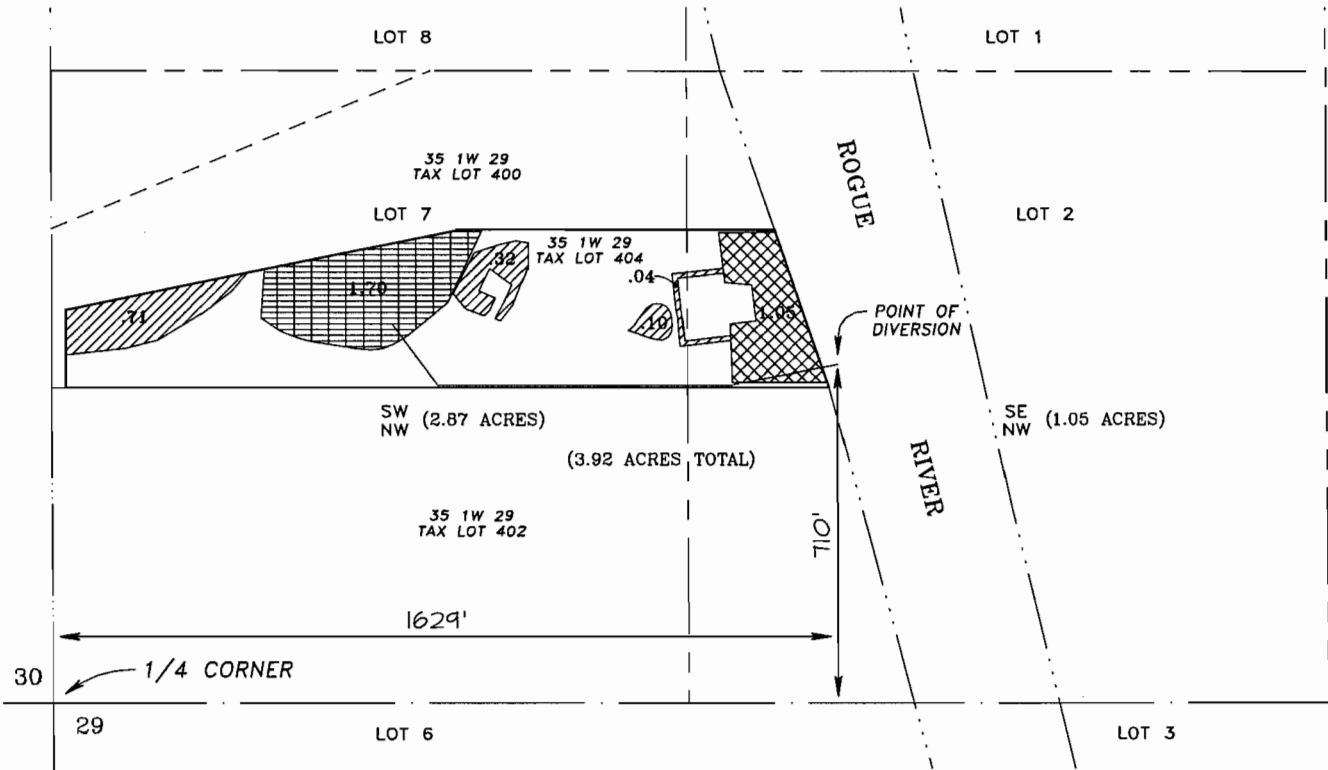 LOT 8
LOT 1
35 1W 29
TAX LOT 400
ROGUE
LOT 7
LOT 2
35 1W 29
TAX LOT 404
.32
.04
1.70
.71
.10
1.05
POINT OF
DIVERSION
SW
NW (2.87 ACRES)
SE
NW (1.05 ACRES)
(3.92 ACRES TOTAL)
RIVER
35 1W 29
TAX LOT 402
710'
1629'
1/4 CORNER
30
29
LOT 6
LOT 3